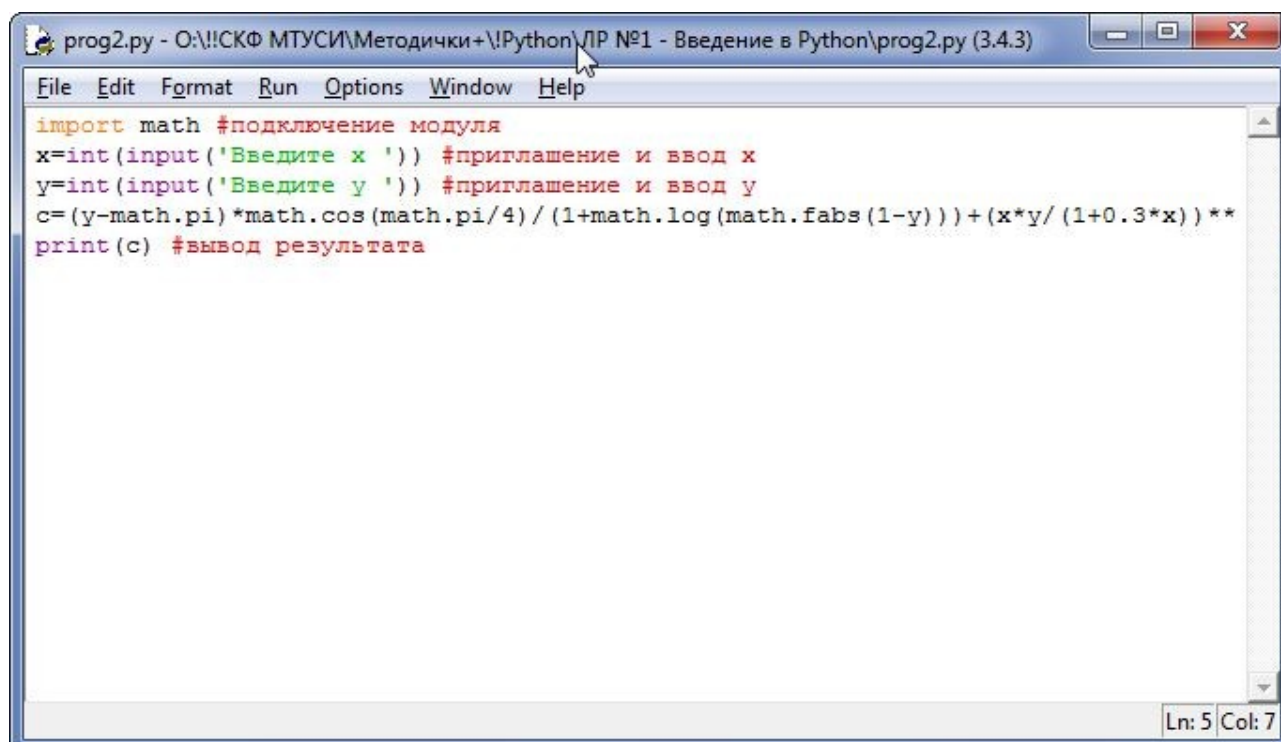 prog2.py - O:\!!СКФ МТУСИ\Методички+\!Python\ЛР №1 - Введение в Python\prog2.py (3.4.3)
File Edit Format Run Options Window Help
import math #подключение модуля
x=int(input('Введите x ')) #приглашение и ввод x
y=int(input('Введите y ')) #приглашение и ввод y
c=(y-math.pi)*math.cos(math.pi/4)/(1+math.log(math.fabs(1-y)))+(x*y/(1+0.3*x))**
print(c) #вывод результата
Ln: 5 Col: 7